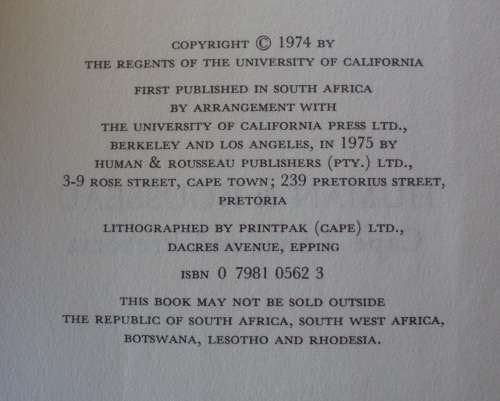 COPYRIGHT © 1974 BY
THE REGENTS OF THE UNIVERSITY OF CALIFORNIA
FIRST PUBLISHED IN SOUTH AFRICA
BY ARRANGEMENT WITH
THE UNIVERSITY OF CALIFORNIA PRESS LTD.,
BERKELEY AND LOS ANGELES, IN 1975 BY
HUMAN & ROUSSEAU PUBLISHERS (PTY.) LTD.,
3-9 ROSE STREET, CAPE TOWN; 239 PRETORIUS STREET,
PRETORIA
LITHOGRAPHED BY PRINTPAK (CAPE) LTD.,
DACRES AVENUE, EPPING
ISBN 0 7981 0562 3
THIS BOOK MAY NOT BE SOLD OUTSIDE
THE REPUBLIC OF SOUTH AFRICA, SOUTH WEST AFRICA,
BOTSWANA, LESOTHO AND RHODESIA.